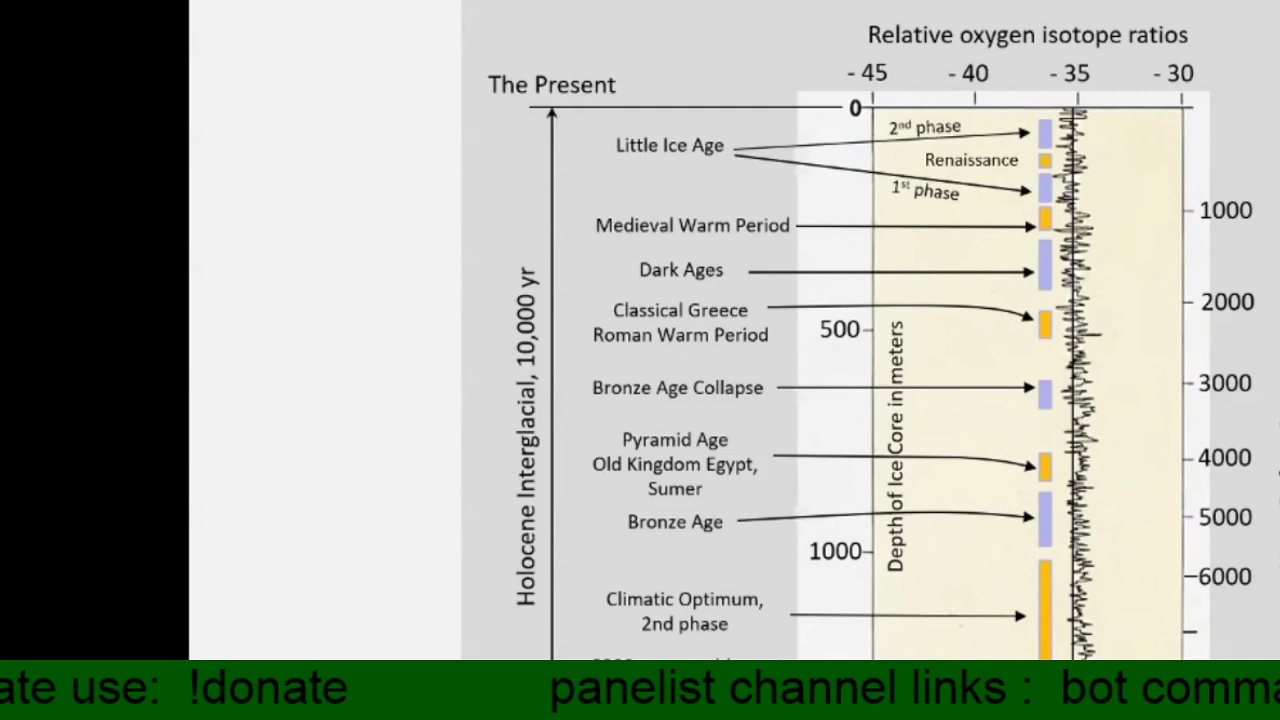 Relative oxygen isotope ratios
- 45 - 40 - 35 - 30
The Present
0
2nd phase
Little Ice Age
Renaissance
1st phase
1000
Medieval Warm Period
Dark Ages
2000
Classical Greece
Roman Warm Period
500
3000
Bronze Age Collapse
Pyramid Age
Old Kingdom Egypt,
Sumer
4000
Bronze Age
5000
1000
6000
Climatic Optimum,
2nd phase
Holocene Interglacial, 10,000 yr
Depth of Ice Core in meters
ate use: !donate panelist channel links : bot comma